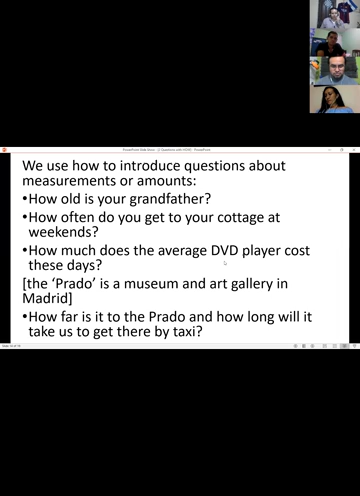 We use how to introduce questions about
measurements or amounts:
•How old is your grandfather?
•How often do you get to your cottage at
weekends?
•How much does the average DVD player cost
these days?
[the ‘Prado’ is a museum and art gallery in
Madrid]
•How far is it to the Prado and how long will it
take us to get there by taxi?